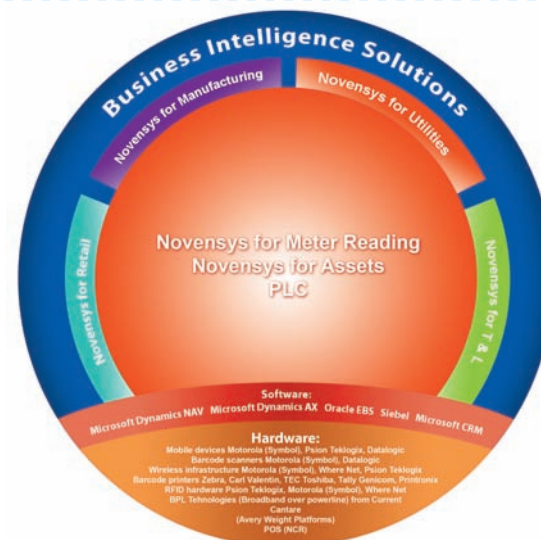 Business Intelligence Solutions
Novensys for Manufacturing
Novensys for Utilities
Novensys for Retail
Novensys for T & L
Novensys for Meter Reading
Novensys for Assets
PLC
Software:
Microsoft Dynamics NAV Microsoft Dynamics AX Oracle EBS Siebel Microsoft CRM
Hardware:
Mobile devices Motorola (Symbol), Psion Teklogix, Datalogic
Barcode scanners Motorola (Symbol), Datalogic
Wireless infrastructure Motorola (Symbol), Where Net, Psion Teklogix
Barcode printers Zebra, Carl Valentin, TEC Toshiba, Tally Genicom, Printronix
RFID hardware Psion Teklogix, Motorola (Symbol), Where Net
BPL Tehnologies (Broadband over powerline) from Current
Cantare
(Avery Weight Platforms)
POS (NCR)